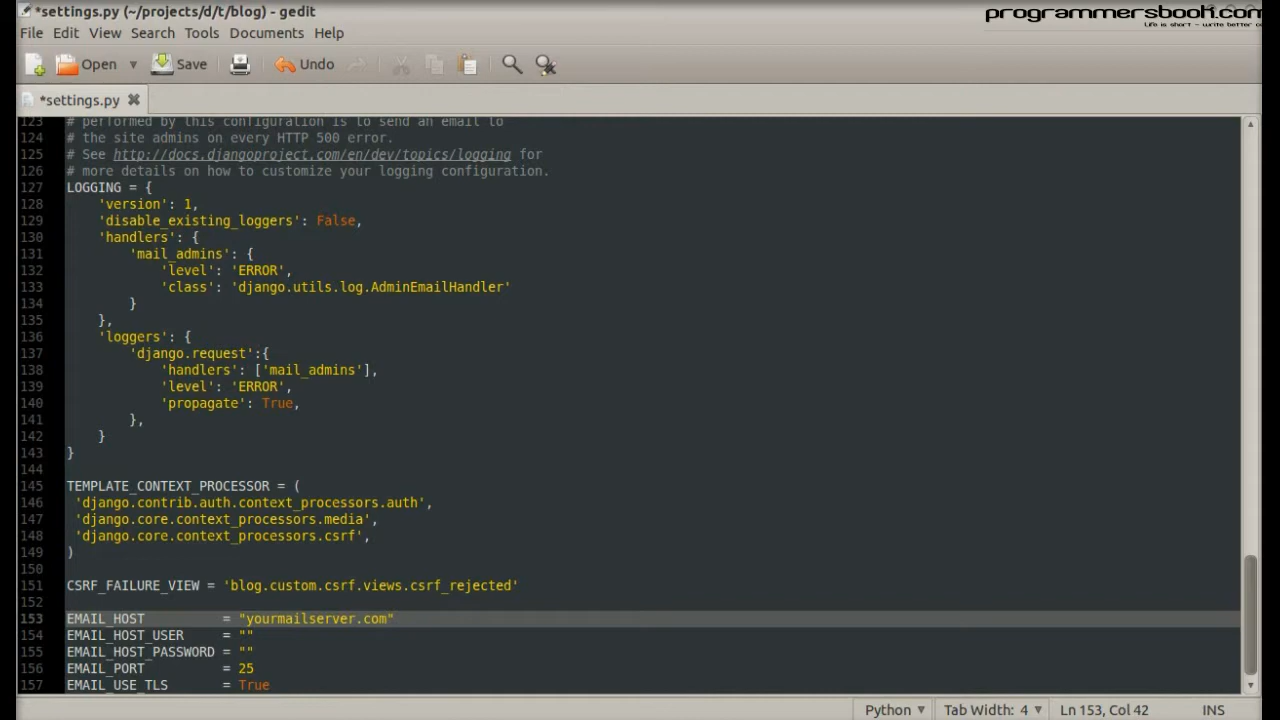 *settings.py (~/projects/d/t/blog) - gedit
programmersbook.com
Life is short - write better
File Edit View Search Tools Documents Help
Open Save Undo
*settings.py
123 # performed by this configuration is to send an email to
124 # the site admins on every HTTP 500 error.
125 # See http://docs.djangoproject.com/en/dev/topics/logging for
126 # more details on how to customize your logging configuration.
127 LOGGING = {
128     'version': 1,
129     'disable_existing_loggers': False,
130     'handlers': {
131         'mail_admins': {
132             'level': 'ERROR',
133             'class': 'django.utils.log.AdminEmailHandler'
134         }
135     },
136     'loggers': {
137         'django.request':{
138             'handlers': ['mail_admins'],
139             'level': 'ERROR',
140             'propagate': True,
141         },
142     }
143 }
144
145 TEMPLATE_CONTEXT_PROCESSOR = (
146  'django.contrib.auth.context_processors.auth',
147  'django.core.context_processors.media',
148  'django.core.context_processors.csrf',
149 )
150
151 CSRF_FAILURE_VIEW = 'blog.custom.csrf.views.csrf_rejected'
152
153 EMAIL_HOST          = "yourmailserver.com"
154 EMAIL_HOST_USER     = ""
155 EMAIL_HOST_PASSWORD = ""
156 EMAIL_PORT          = 25
157 EMAIL_USE_TLS       = True
Python Tab Width: 4 Ln 153, Col 42 INS